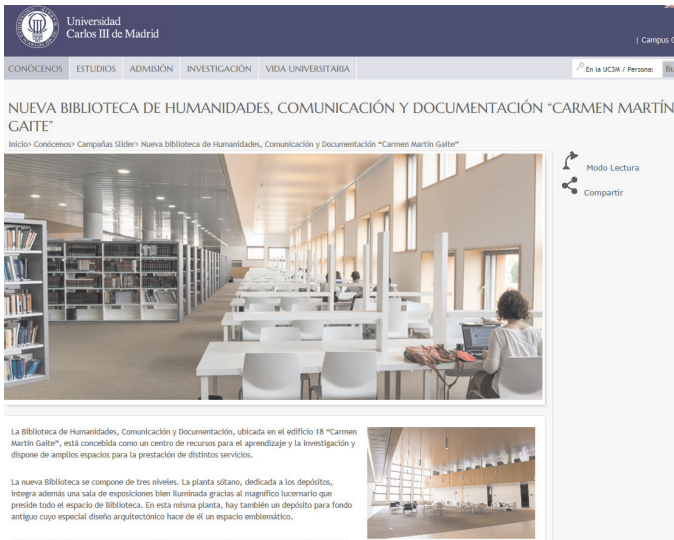 Universidad
Carlos III de Madrid
| Campus
CONÓCENOS ESTUDIOS ADMISIÓN INVESTIGACIÓN VIDA UNIVERSITARIA
En la UC3M / Persona: Bu
NUEVA BIBLIOTECA DE HUMANIDADES, COMUNICACIÓN Y DOCUMENTACIÓN “CARMEN MARTÍN
GAITE”
Inicio> Conócenos> Campañas Slider> Nueva biblioteca de Humanidades, Comunicación y Documentación “Carmen Martín Gaite”
Modo Lectura
Compartir
La Biblioteca de Humanidades, Comunicación y Documentación, ubicada en el edificio 18 “Carmen
Martín Gaite”, está concebida como un centro de recursos para el aprendizaje y la investigación y
dispone de amplios espacios para la prestación de distintos servicios.
La nueva Biblioteca se compone de tres niveles. La planta sótano, dedicada a los depósitos,
integra además una sala de exposiciones bien iluminada gracias al magnífico lucernario que
preside todo el espacio de Biblioteca. En esta misma planta, hay también un depósito para fondo
antiguo cuyo especial diseño arquitectónico hace de él un espacio emblemático.